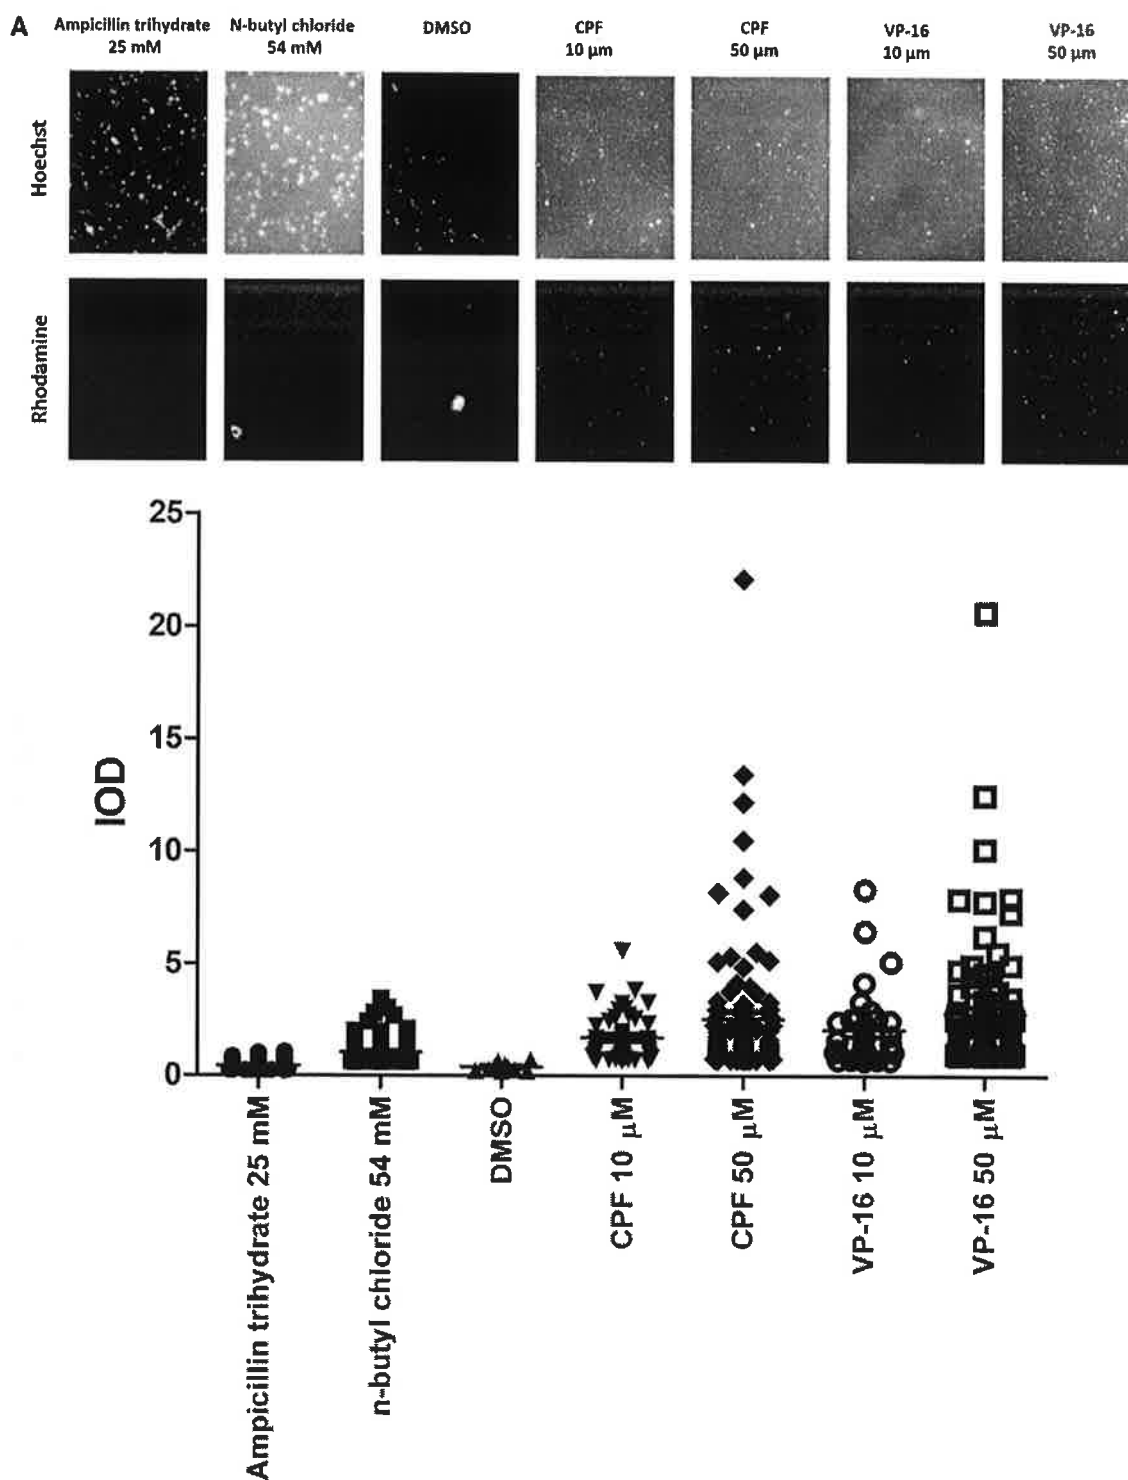 A
Ampicillin trihydrate
25 mM
N-butyl chloride
54 mM
DMSO
CPF
10 µm
CPF
50 µm
VP-16
10 µm
VP-16
50 µm
Hoechst
Rhodamine
25
20
15
10
5
0
IOD
Ampicillin trihydrate 25 mM
n-butyl chloride 54 mM
DMSO
CPF 10 µM
CPF 50 µM
VP-16 10 µM
VP-16 50 µM